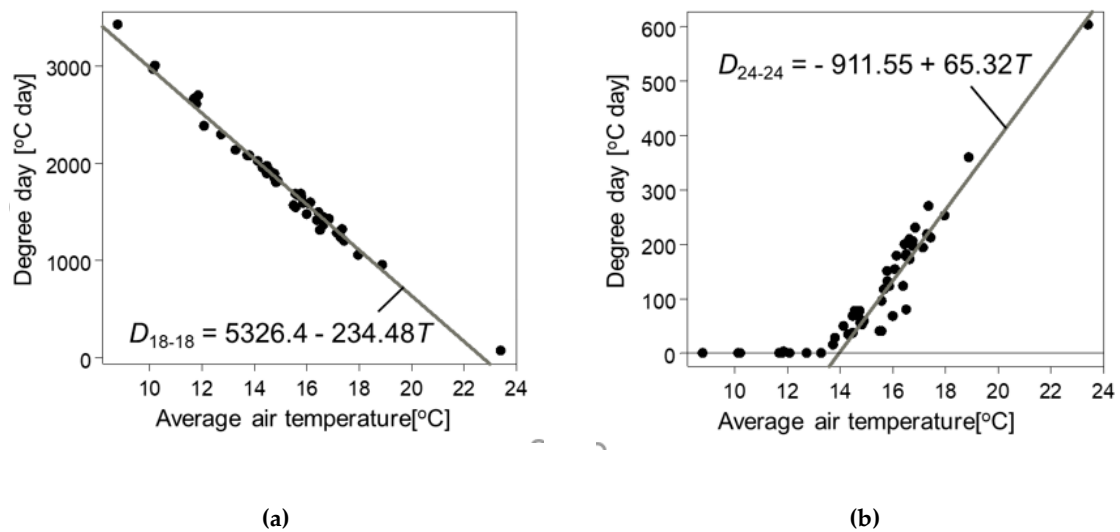 Degree day [°C day]
3000
2000
1000
0
D18-18 = 5326.4 - 234.48T
10 12 14 16 18 20 22 24
Average air temperature[°C]
(a)
Degree day [°C day]
600
500
400
300
200
100
0
D24-24 = - 911.55 + 65.32T
10 12 14 16 18 20 22 24
Average air temperature[°C]
(b)